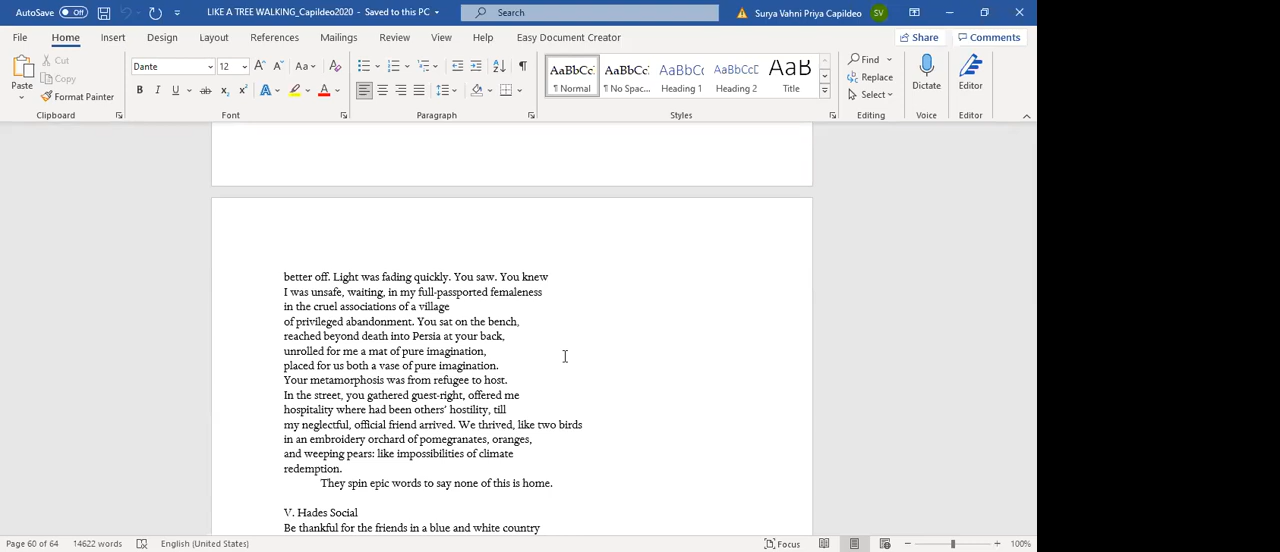 AutoSave Off LIKE A TREE WALKING_Capildeo2020 - Saved to this PC Search Surya Vahni Priya Capildeo SV
File Home Insert Design Layout References Mailings Review View Help Easy Document Creator Share Comments
Paste Cut Copy Format Painter
Dante 12
AaBbCc AaBbCc AaBbCc AaBbCc AaB
¶ Normal ¶ No Spac... Heading 1 Heading 2 Title
Find Replace Select Dictate Editor
Clipboard Font Paragraph Styles Editing Voice Editor
better off. Light was fading quickly. You saw. You knew
I was unsafe, waiting, in my full-passported femaleness
in the cruel associations of a village
of privileged abandonment. You sat on the bench,
reached beyond death into Persia at your back,
unrolled for me a mat of pure imagination,
placed for us both a vase of pure imagination.
Your metamorphosis was from refugee to host.
In the street, you gathered guest-right, offered me
hospitality where had been others' hostility, till
my neglectful, official friend arrived. We thrived, like two birds
in an embroidery orchard of pomegranates, oranges,
and weeping pears: like impossibilities of climate
redemption.
They spin epic words to say none of this is home.
V. Hades Social
Be thankful for the friends in a blue and white country
Page 60 of 64 14622 words English (United States) Focus 100%